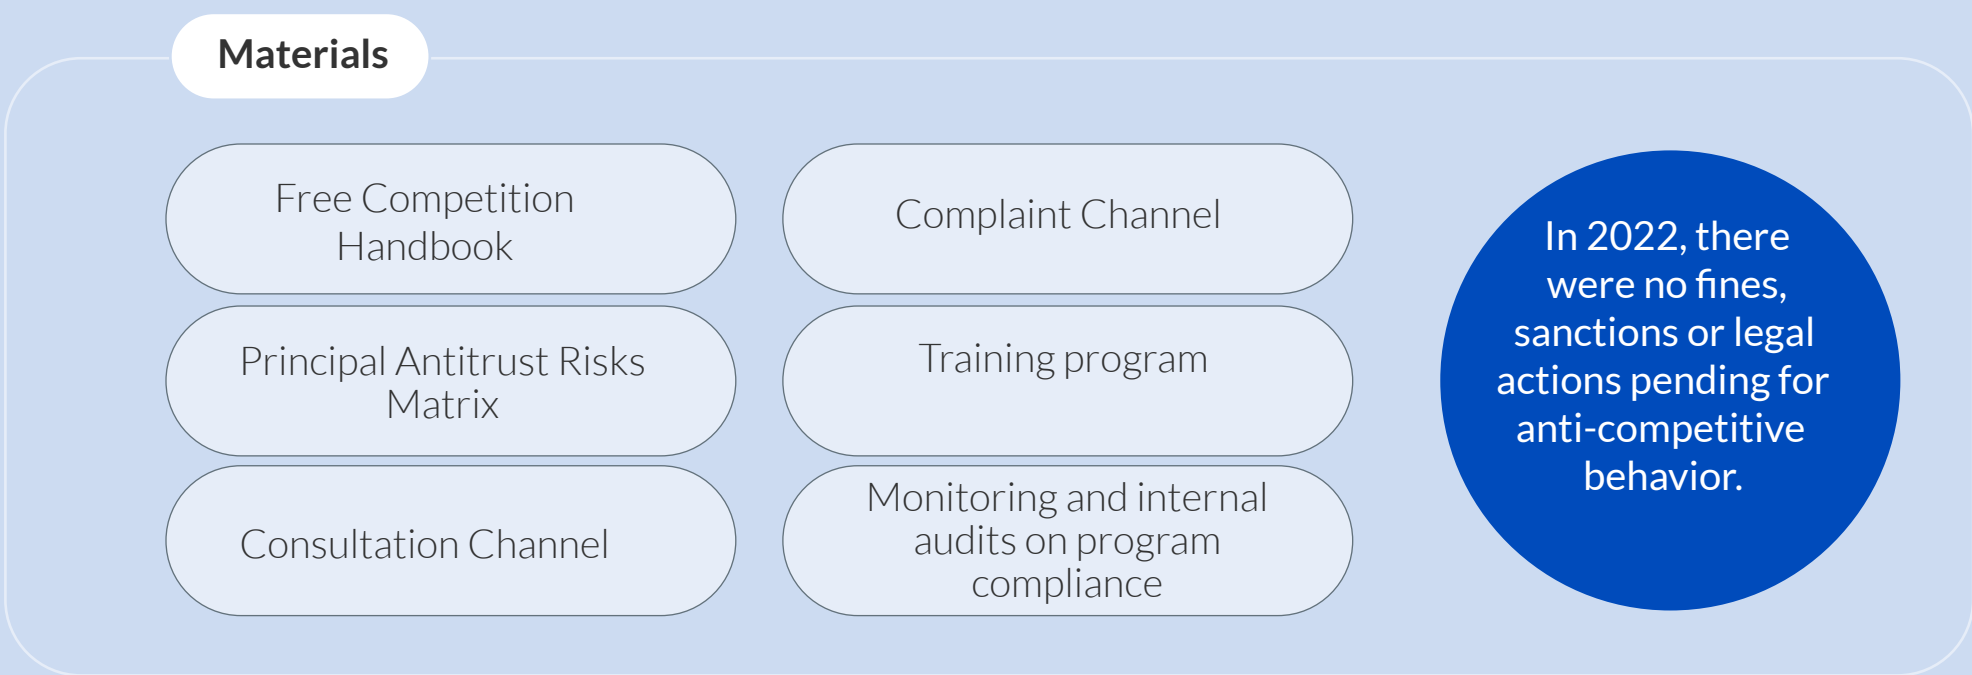 Materials
Free Competition
Handbook
Principal Antitrust Risks
Matrix
Consultation Channel
Complaint Channel
Training program
Monitoring and internal
audits on program
compliance
In 2022, there
were no fines,
sanctions or legal
actions pending for
anti-competitive
behavior.